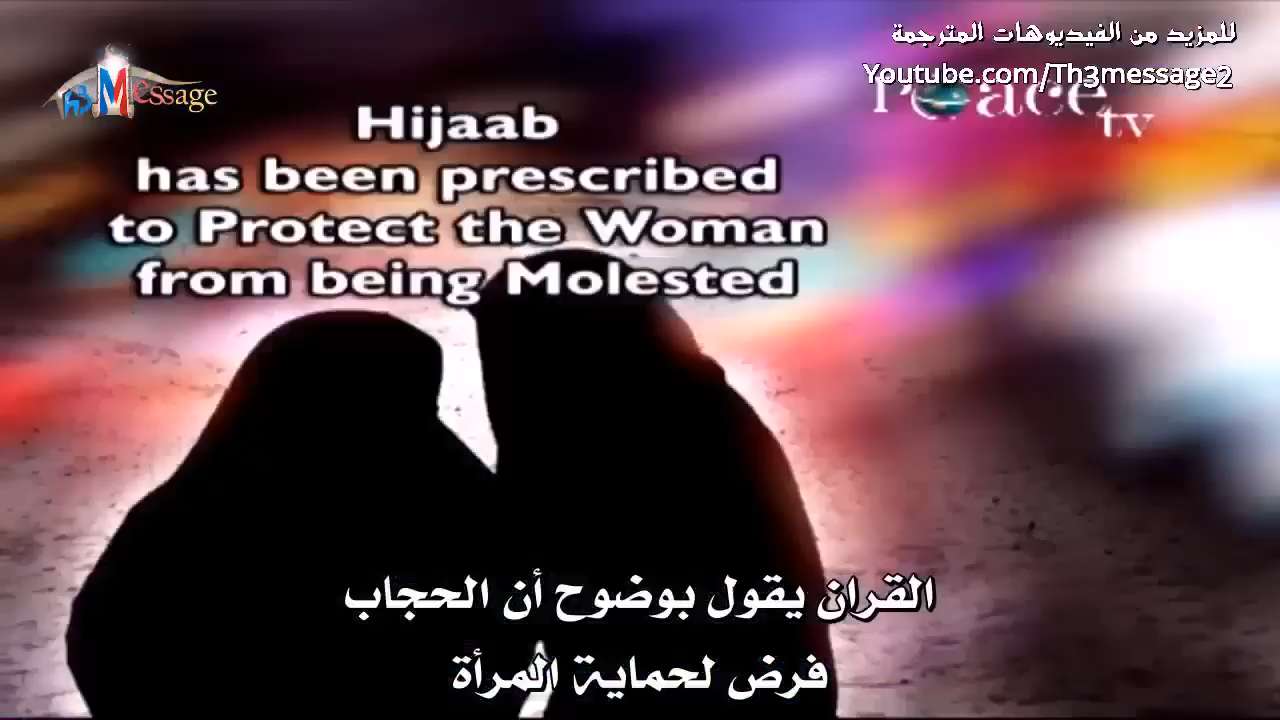 للمزيد من الفيديوهات المترجمة
Youtube.com/Th3message2
Th3 Message
Peace tv
Hijaab
has been prescribed
to Protect the Woman
from being Molested
القران يقول بوضوح أن الحجاب
فرض لحماية المرأة